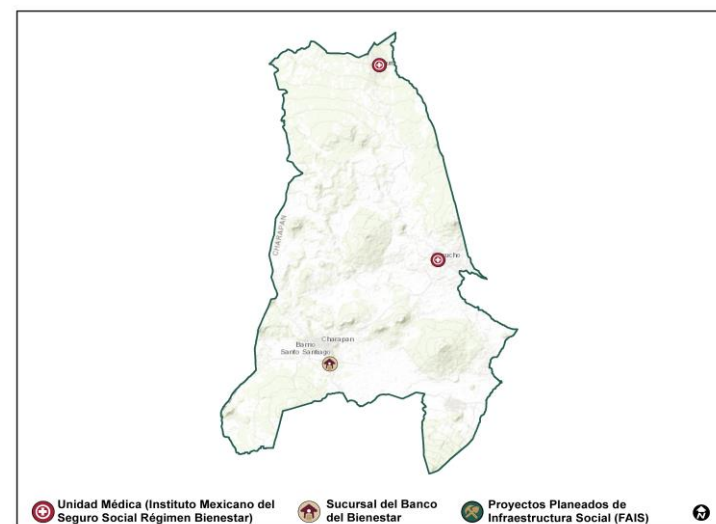 CHARAPAN
Charapan
Barrio
Santo Santiago
Unidad Médica (Instituto Mexicano del
Seguro Social Régimen Bienestar)
Sucursal del Banco
del Bienestar
Proyectos Planeados de
Infraestructura Social (FAIS)
N